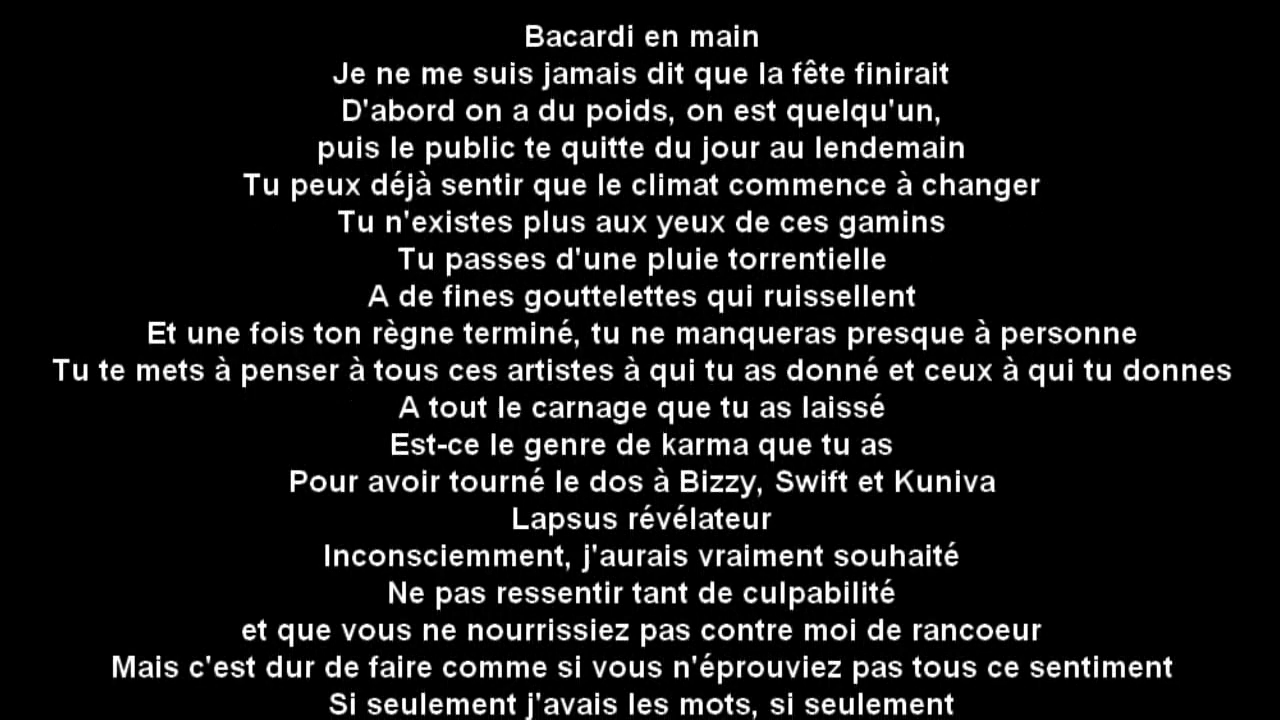 Bacardi en main
Je ne me suis jamais dit que la fête finirait
D'abord on a du poids, on est quelqu'un,
puis le public te quitte du jour au lendemain
Tu peux déjà sentir que le climat commence à changer
Tu n'existes plus aux yeux de ces gamins
Tu passes d'une pluie torrentielle
A de fines gouttelettes qui ruissellent
Et une fois ton règne terminé, tu ne manqueras presque à personne
Tu te mets à penser à tous ces artistes à qui tu as donné et ceux à qui tu donnes
A tout le carnage que tu as laissé
Est-ce le genre de karma que tu as
Pour avoir tourné le dos à Bizzy, Swift et Kuniva
Lapsus révélateur
Inconsciemment, j'aurais vraiment souhaité
Ne pas ressentir tant de culpabilité
et que vous ne nourrissiez pas contre moi de rancoeur
Mais c'est dur de faire comme si vous n'éprouviez pas tous ce sentiment
Si seulement j'avais les mots, si seulement